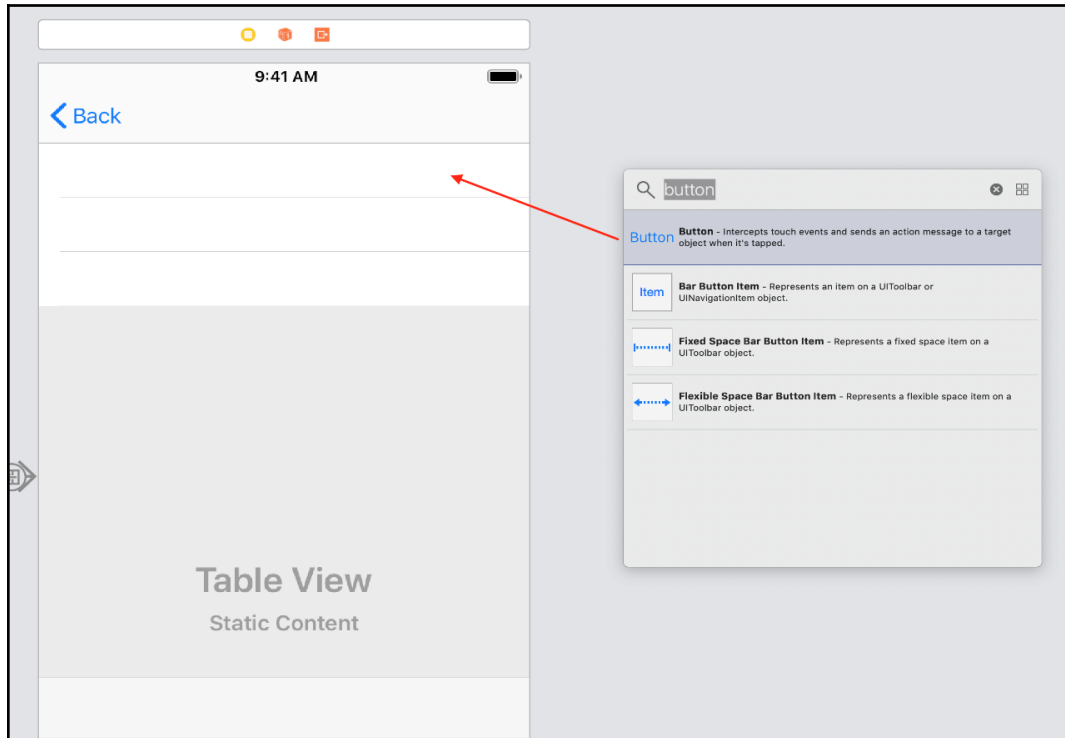 9:41 AM
Back
Table View
Static Content
button
Button
Button - Intercepts touch events and sends an action message to a target
object when it's tapped.
Item
Bar Button Item - Represents an item on a UIToolbar or
UINavigationItem object.
Fixed Space Bar Button Item - Represents a fixed space item on a
UIToolbar object.
Flexible Space Bar Button Item - Represents a flexible space item on a
UIToolbar object.